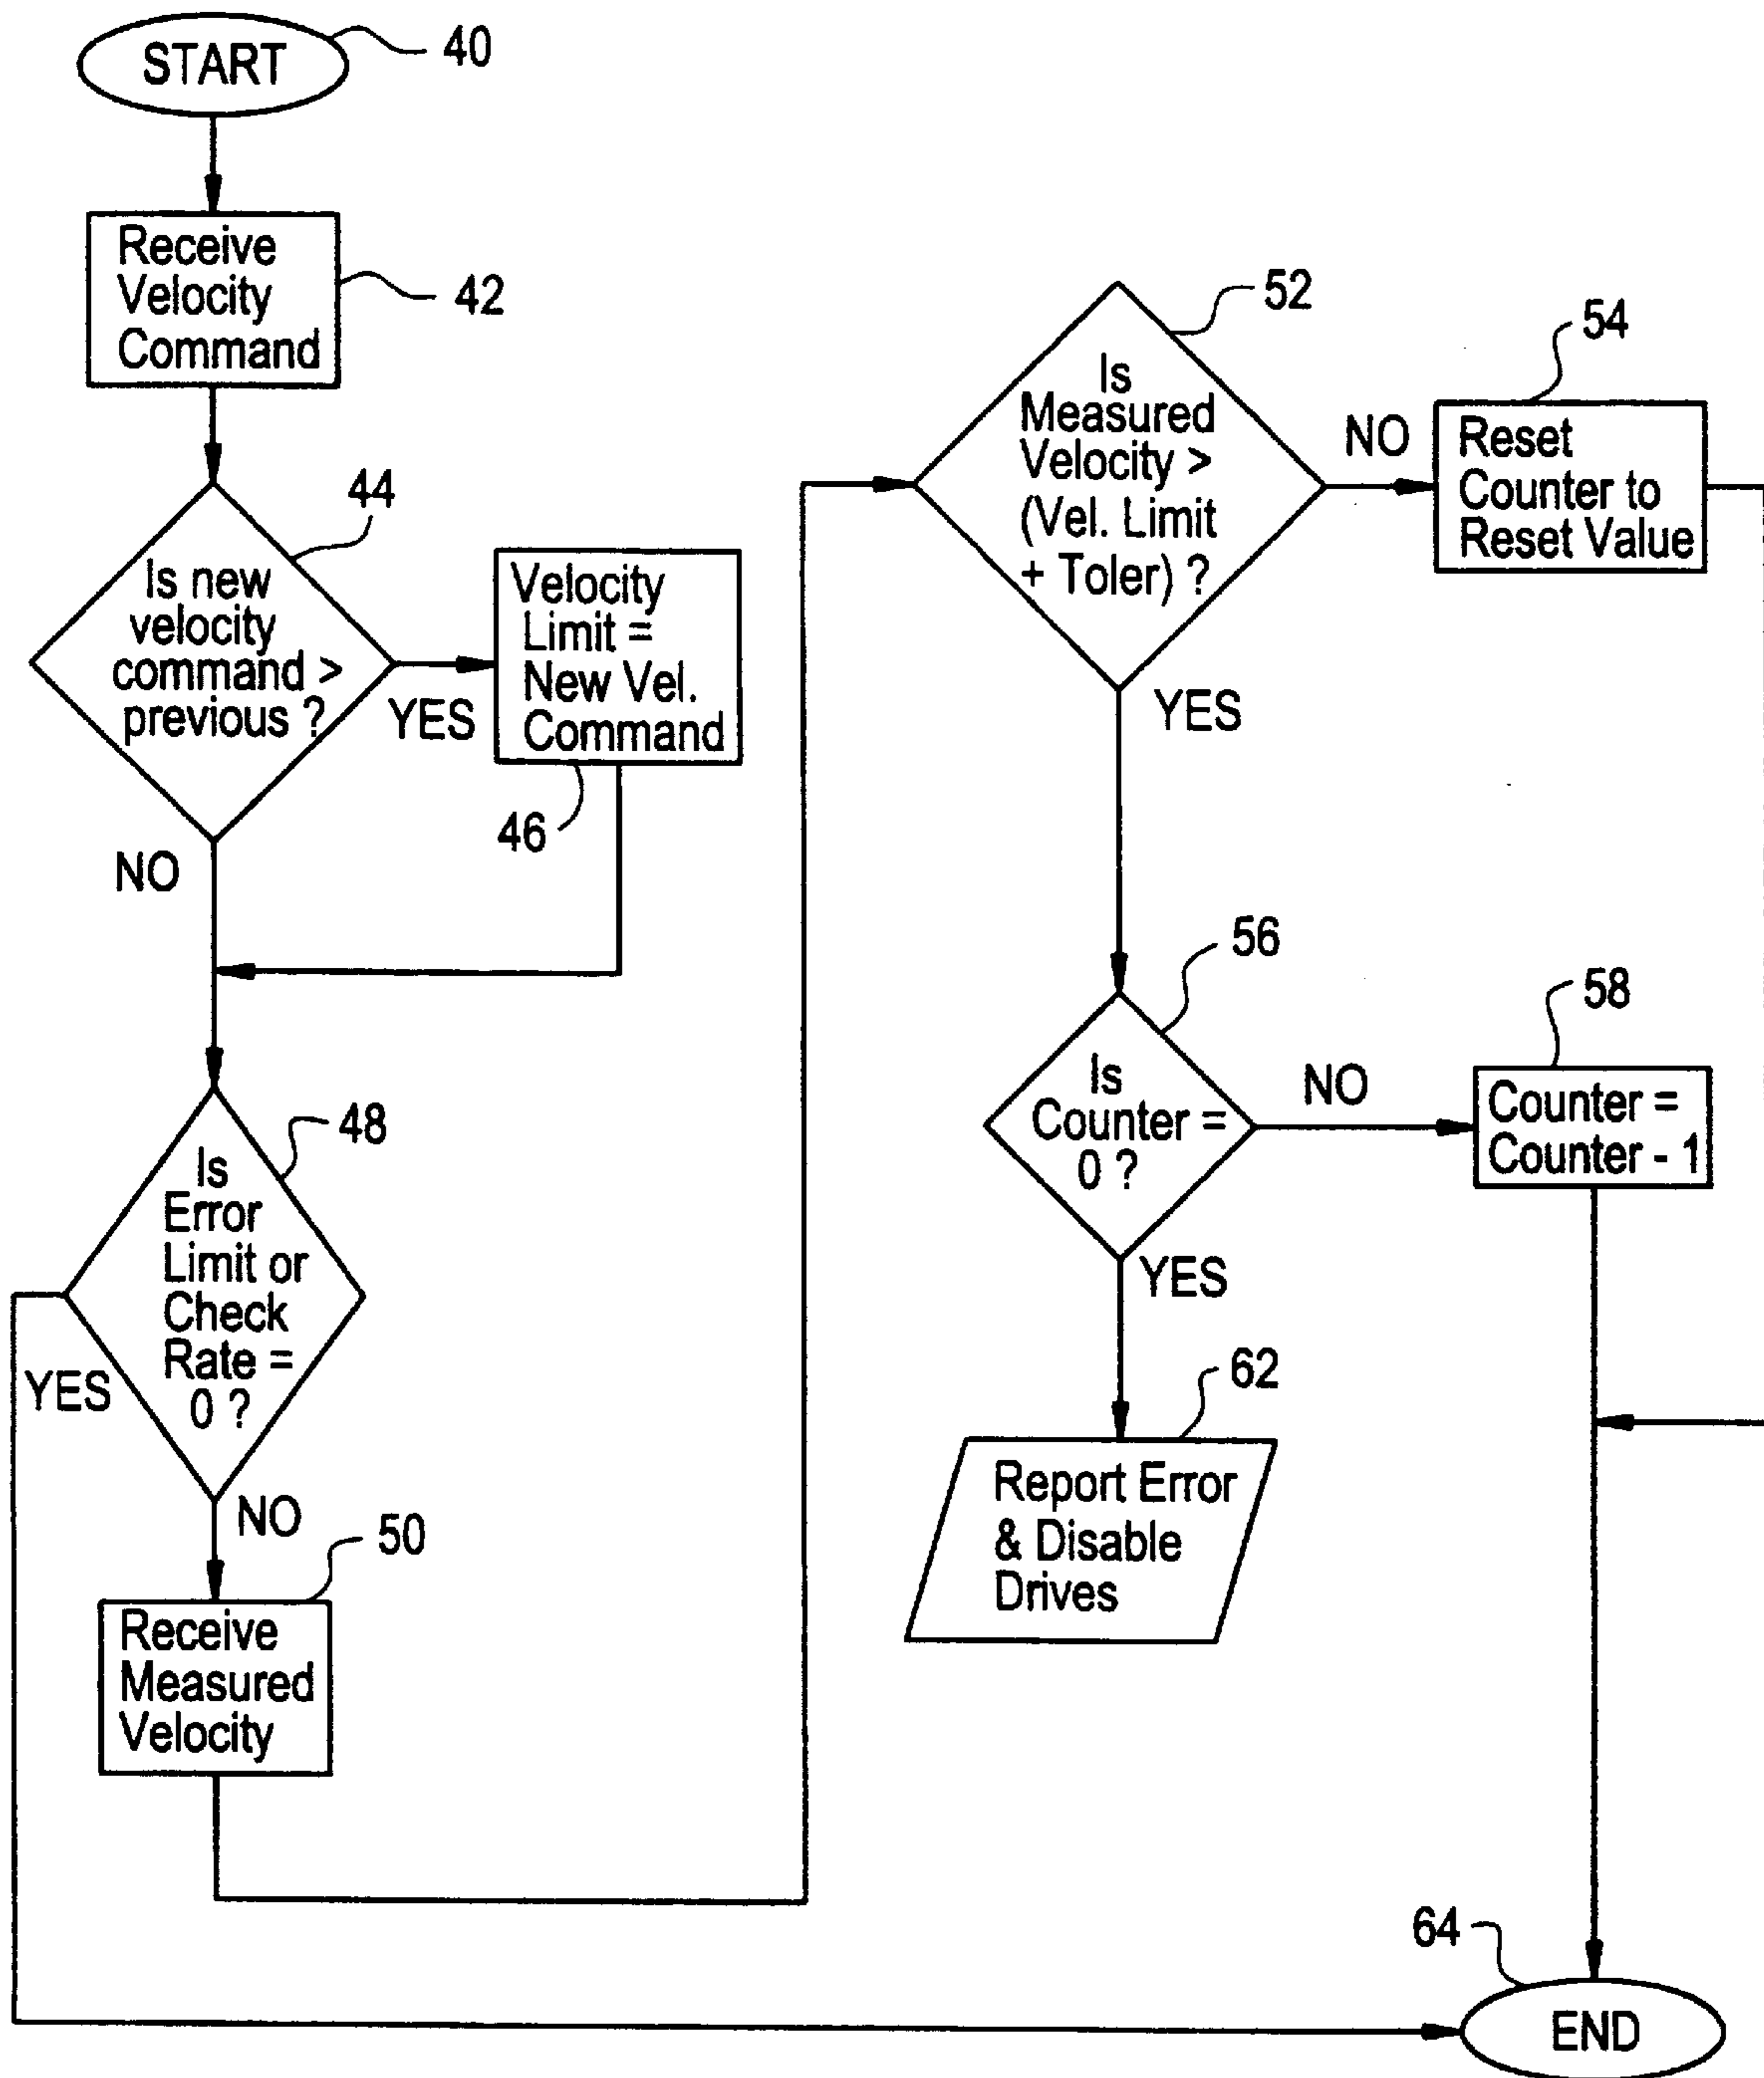 START
40
Receive
Velocity
Command
42
44
Is new
velocity
command >
previous ?
YES
Velocity
Limit =
New Vel.
Command
46
NO
48
Is
Error
Limit or
Check
Rate =
0 ?
YES
NO
50
Receive
Measured
Velocity
52
Is
Measured
Velocity >
(Vel. Limit
+ Toler) ?
NO
54
Reset
Counter to
Reset Value
YES
56
Is
Counter =
0 ?
NO
58
Counter =
Counter - 1
YES
62
Report Error
& Disable
Drives
64
END